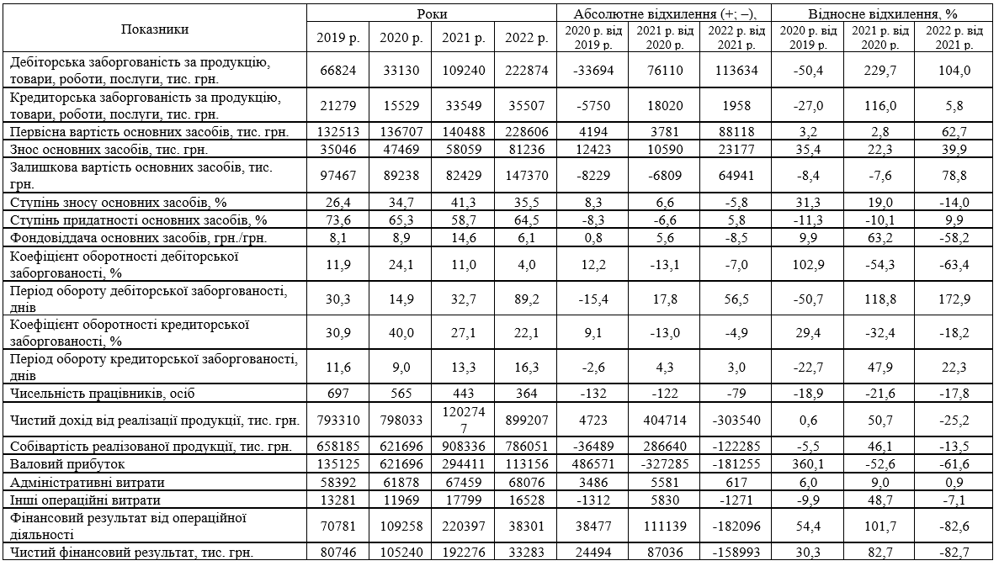 Показники Роки Абсолютне відхилення (+; –), Відносне відхилення, %
2019 р. 2020 р. 2021 р. 2022 р. 2020 р. від 2021 р. від 2022 р. від 2020 р. від 2021 р. від 2022 р. від
2019 р. 2020 р. 2021 р. 2019 р. 2020 р. 2021 р.
Дебіторська заборгованість за продукцію,
товари, роботи, послуги, тис. грн. 66824 33130 109240 222874 -33694 76110 113634 -50,4 229,7 104,0
Кредиторська заборгованість за продукцію,
товари, роботи, послуги, тис. грн. 21279 15529 33549 35507 -5750 18020 1958 -27,0 116,0 5,8
Первісна вартість основних засобів, тис. грн. 132513 136707 140488 228606 4194 3781 88118 3,2 2,8 62,7
Знос основних засобів, тис. грн. 35046 47469 58059 81236 12423 10590 23177 35,4 22,3 39,9
Залишкова вартість основних засобів, тис.
грн. 97467 89238 82429 147370 -8229 -6809 64941 -8,4 -7,6 78,8
Ступінь зносу основних засобів, % 26,4 34,7 41,3 35,5 8,3 6,6 -5,8 31,3 19,0 -14,0
Ступінь придатності основних засобів, % 73,6 65,3 58,7 64,5 -8,3 -6,6 5,8 -11,3 -10,1 9,9
Фондовіддача основних засобів, грн./грн. 8,1 8,9 14,6 6,1 0,8 5,6 -8,5 9,9 63,2 -58,2
Коефіцієнт оборотності дебіторської
заборгованості, % 11,9 24,1 11,0 4,0 12,2 -13,1 -7,0 102,9 -54,3 -63,4
Період обороту дебіторської заборгованості,
днів 30,3 14,9 32,7 89,2 -15,4 17,8 56,5 -50,7 118,8 172,9
Коефіцієнт оборотності кредиторської
заборгованості, % 30,9 40,0 27,1 22,1 9,1 -13,0 -4,9 29,4 -32,4 -18,2
Період обороту кредиторської заборгованості,
днів 11,6 9,0 13,3 16,3 -2,6 4,3 3,0 -22,7 47,9 22,3
Чисельність працівників, осіб 697 565 443 364 -132 -122 -79 -18,9 -21,6 -17,8
Чистий дохід від реалізації продукції, тис. грн. 793310 798033 120274 899207 4723 404714 -303540 0,6 50,7 -25,2
7
Собівартість реалізованої продукції, тис. грн. 658185 621696 908336 786051 -36489 286640 -122285 -5,5 46,1 -13,5
Валовий прибуток 135125 621696 294411 113156 486571 -327285 -181255 360,1 -52,6 -61,6
Адміністративні витрати 58392 61878 67459 68076 3486 5581 617 6,0 9,0 0,9
Інші операційні витрати 13281 11969 17799 16528 -1312 5830 -1271 -9,9 48,7 -7,1
Фінансовий результат від операційної
діяльності 70781 109258 220397 38301 38477 111139 -182096 54,4 101,7 -82,6
Чистий фінансовий результат, тис. грн. 80746 105240 192276 33283 24494 87036 -158993 30,3 82,7 -82,7